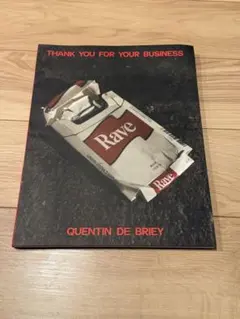 THANK YOU FOR YOUR BUSINESS
Rave
Rave
QUENTIN DE BRIEY